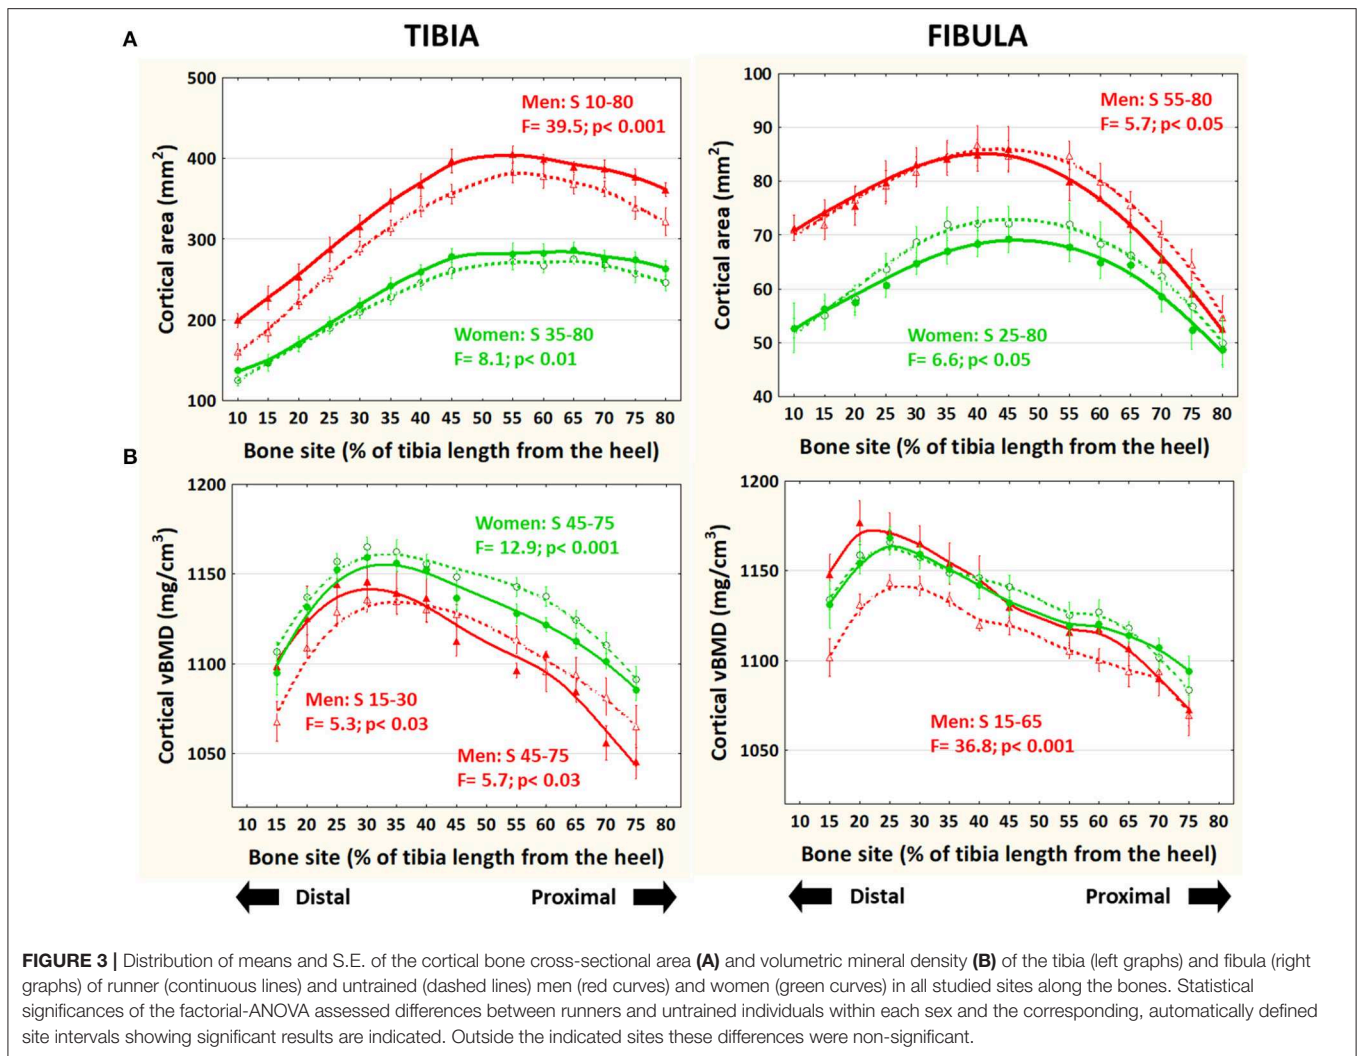 A
TIBIA
FIBULA
500
400
300
200
100
Cortical area (mm²)
Men: S 10-80
F= 39.5; p< 0.001
Women: S 35-80
F= 8.1; p< 0.01
10 15 20 25 30 35 40 45 55 60 65 70 75 80
Bone site (% of tibia length from the heel)
100
90
80
70
60
50
40
Cortical area (mm²)
Men: S 55-80
F= 5.7; p< 0.05
Women: S 25-80
F= 6.6; p< 0.05
10 15 20 25 30 35 40 45 55 60 65 70 75 80
Bone site (% of tibia length from the heel)
B
1200
1150
1100
1050
Cortical vBMD (mg/cm³)
Women: S 45-75
F= 12.9; p< 0.001
Men: S 15-30
F= 5.3; p< 0.03
Men: S 45-75
F= 5.7; p< 0.03
10 15 20 25 30 35 40 45 55 60 65 70 75 80
Bone site (% of tibia length from the heel)
Distal
Proximal
1200
1150
1100
1050
Cortical vBMD (mg/cm³)
Men: S 15-65
F= 36.8; p< 0.001
10 15 20 25 30 35 40 45 55 60 65 70 75 80
Bone site (% of tibia length from the heel)
Distal
Proximal
FIGURE 3 | Distribution of means and S.E. of the cortical bone cross-sectional area (A) and volumetric mineral density (B) of the tibia (left graphs) and fibula (right
graphs) of runner (continuous lines) and untrained (dashed lines) men (red curves) and women (green curves) in all studied sites along the bones. Statistical
significances of the factorial-ANOVA assessed differences between runners and untrained individuals within each sex and the corresponding, automatically defined
site intervals showing significant results are indicated. Outside the indicated sites these differences were non-significant.